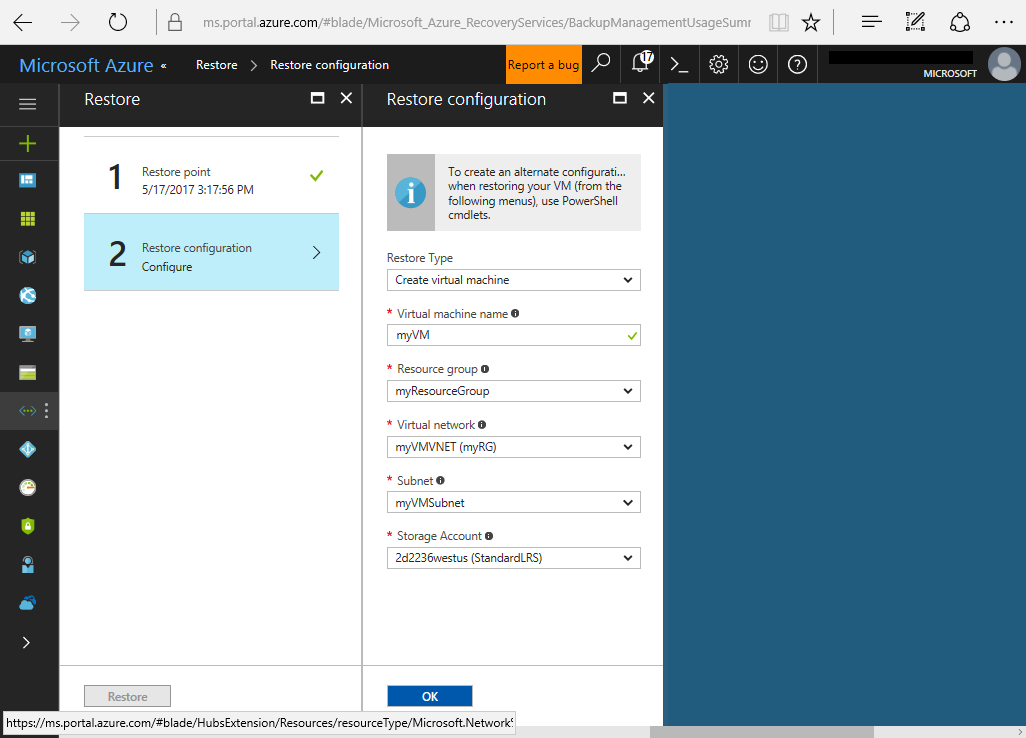 ms.portal.azure.com/#blade/Microsoft_Azure_RecoveryServices/BackupManagementUsageSumm
Microsoft Azure «
Restore > Restore configuration
Report a bug
17
MICROSOFT
Restore
Restore configuration
1
Restore point
5/17/2017 3:17:56 PM
2
Restore configuration
Configure
To create an alternate configurati...
when restoring your VM (from the
following menus), use PowerShell
cmdlets.
Restore Type
Create virtual machine
* Virtual machine name
myVM
* Resource group
myResourceGroup
* Virtual network
myVMVNET (myRG)
* Subnet
myVMSubnet
* Storage Account
2d2236westus (StandardLRS)
Restore
OK
https://ms.portal.azure.com/#blade/HubsExtension/Resources/resourceType/Microsoft.Network%